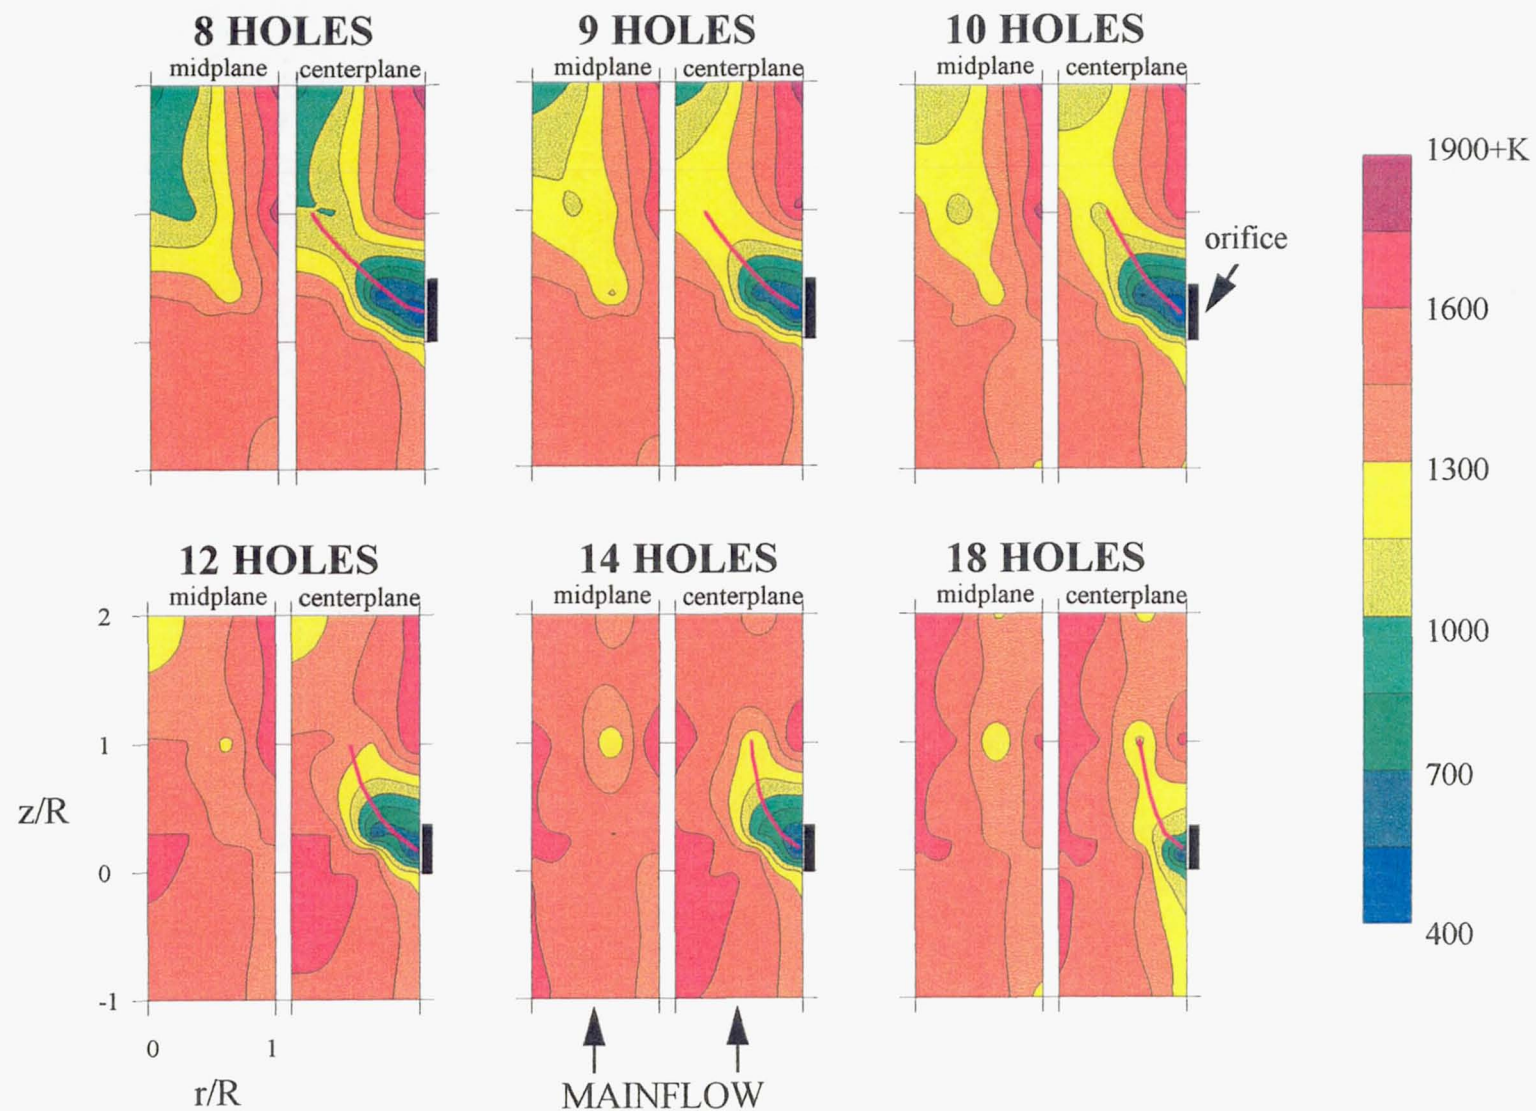 8 HOLES
midplane centerplane
9 HOLES
midplane centerplane
10 HOLES
midplane centerplane
1900+K
1600
1300
1000
700
400
orifice
12 HOLES
midplane centerplane
14 HOLES
midplane centerplane
18 HOLES
midplane centerplane
2
1
z/R
0
-1
0 1
r/R
MAINFLOW